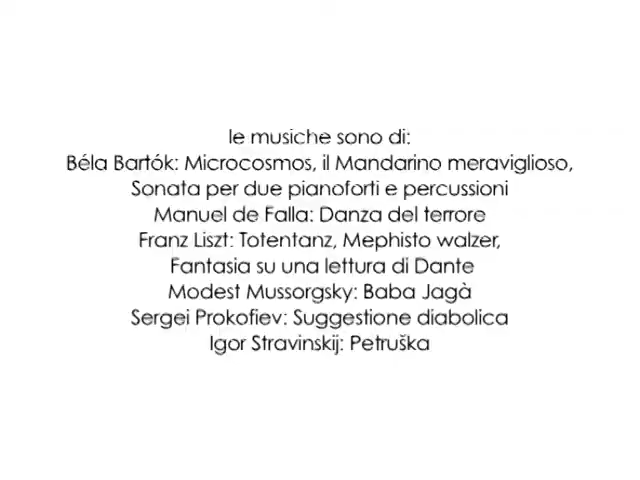 le musiche sono di:
Béla Bartók: Microcosmos, il Mandarino meraviglioso,
Sonata per due pianoforti e percussioni
Manuel de Falla: Danza del terrore
Franz Liszt: Totentanz, Mephisto walzer,
Fantasia su una lettura di Dante
Modest Mussorgsky: Baba Jagà
Sergei Prokofiev: Suggestione diabolica
Igor Stravinskij: Petruška